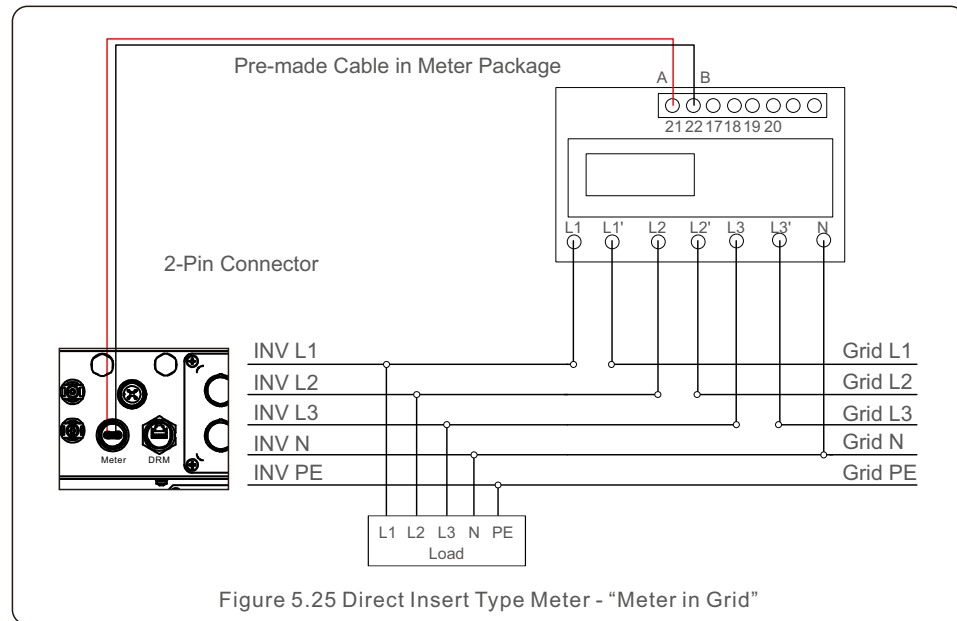 Pre-made Cable in Meter Package
A B
21 22 17 18 19 20
L1 L1' L2 L2' L3 L3' N
2-Pin Connector
INV L1 Grid L1
INV L2 Grid L2
INV L3 Grid L3
INV N Grid N
INV PE Grid PE
Meter DRM
L1 L2 L3 N PE
Load
Figure 5.25 Direct Insert Type Meter - “Meter in Grid”